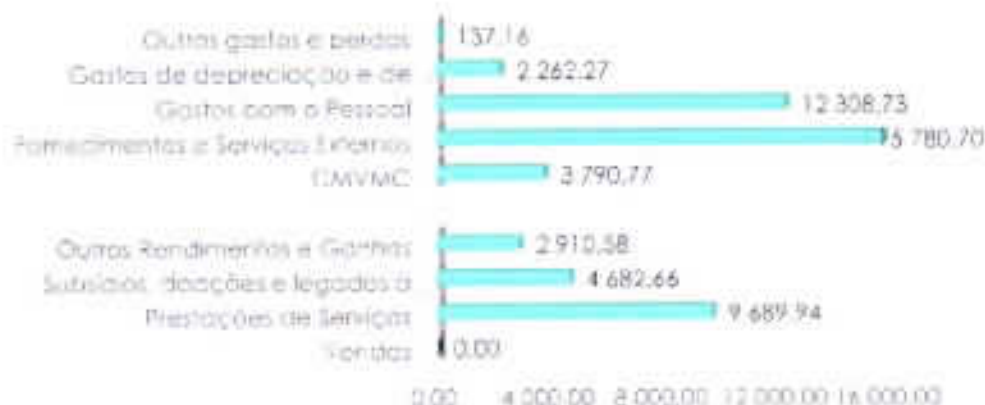 Outros gastos e perdas 137,16
Gastos de depreciação e de 2 262,27
Gastos com o Pessoal 12 308,73
Fornecimentos e Serviços Externos 5 780,70
CMVMC 3 790,77
Outros Rendimentos e Ganhos 2 910,58
Subsídios, doações e legados à 4 682,66
Prestações de Serviços 9 689,94
Vendas 0,00
0,00 4 000,00 8 000,00 12 000,00 16 000,00